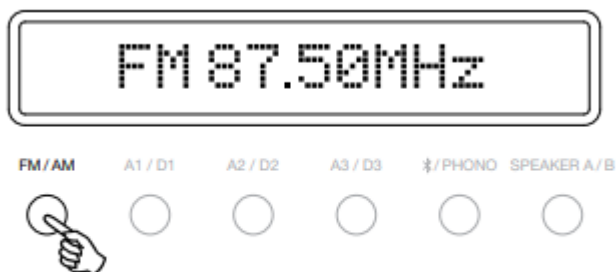 FM 87.50MHz
FM / AM A1 / D1 A2 / D2 A3 / D3 ᛒ / PHONO SPEAKER A / B